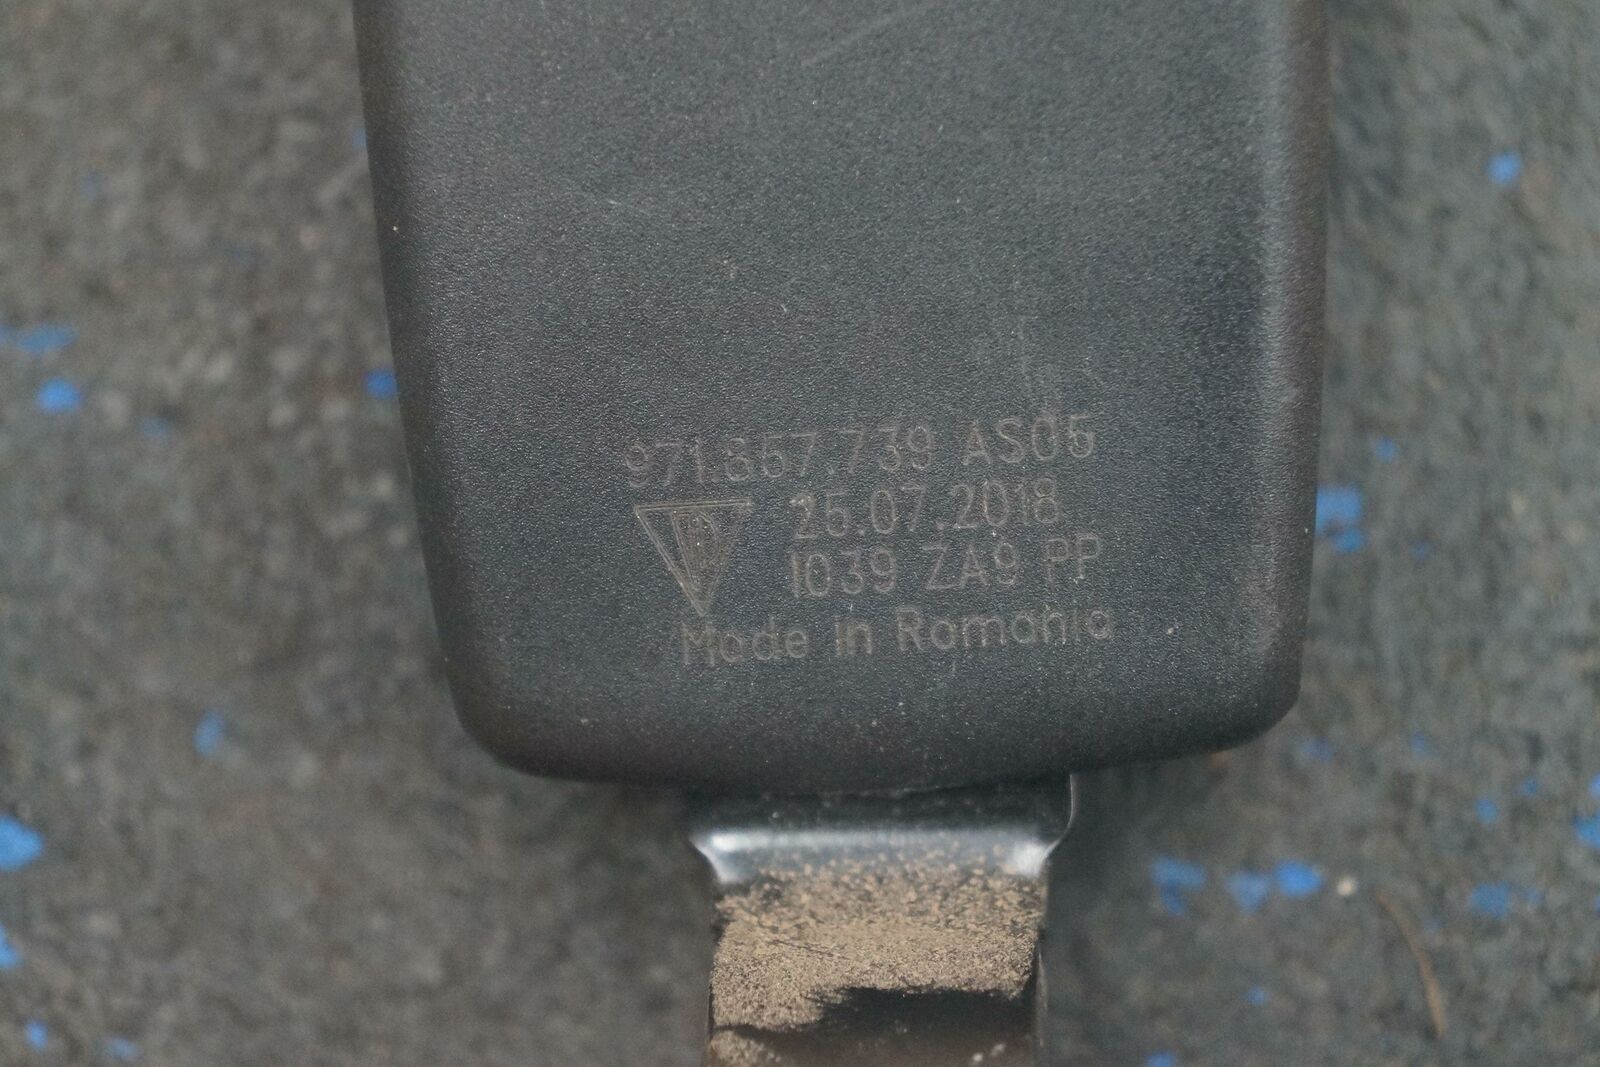 971.857.739 AS05
25.07.2018
1039 ZA9 PP
Made in Romania